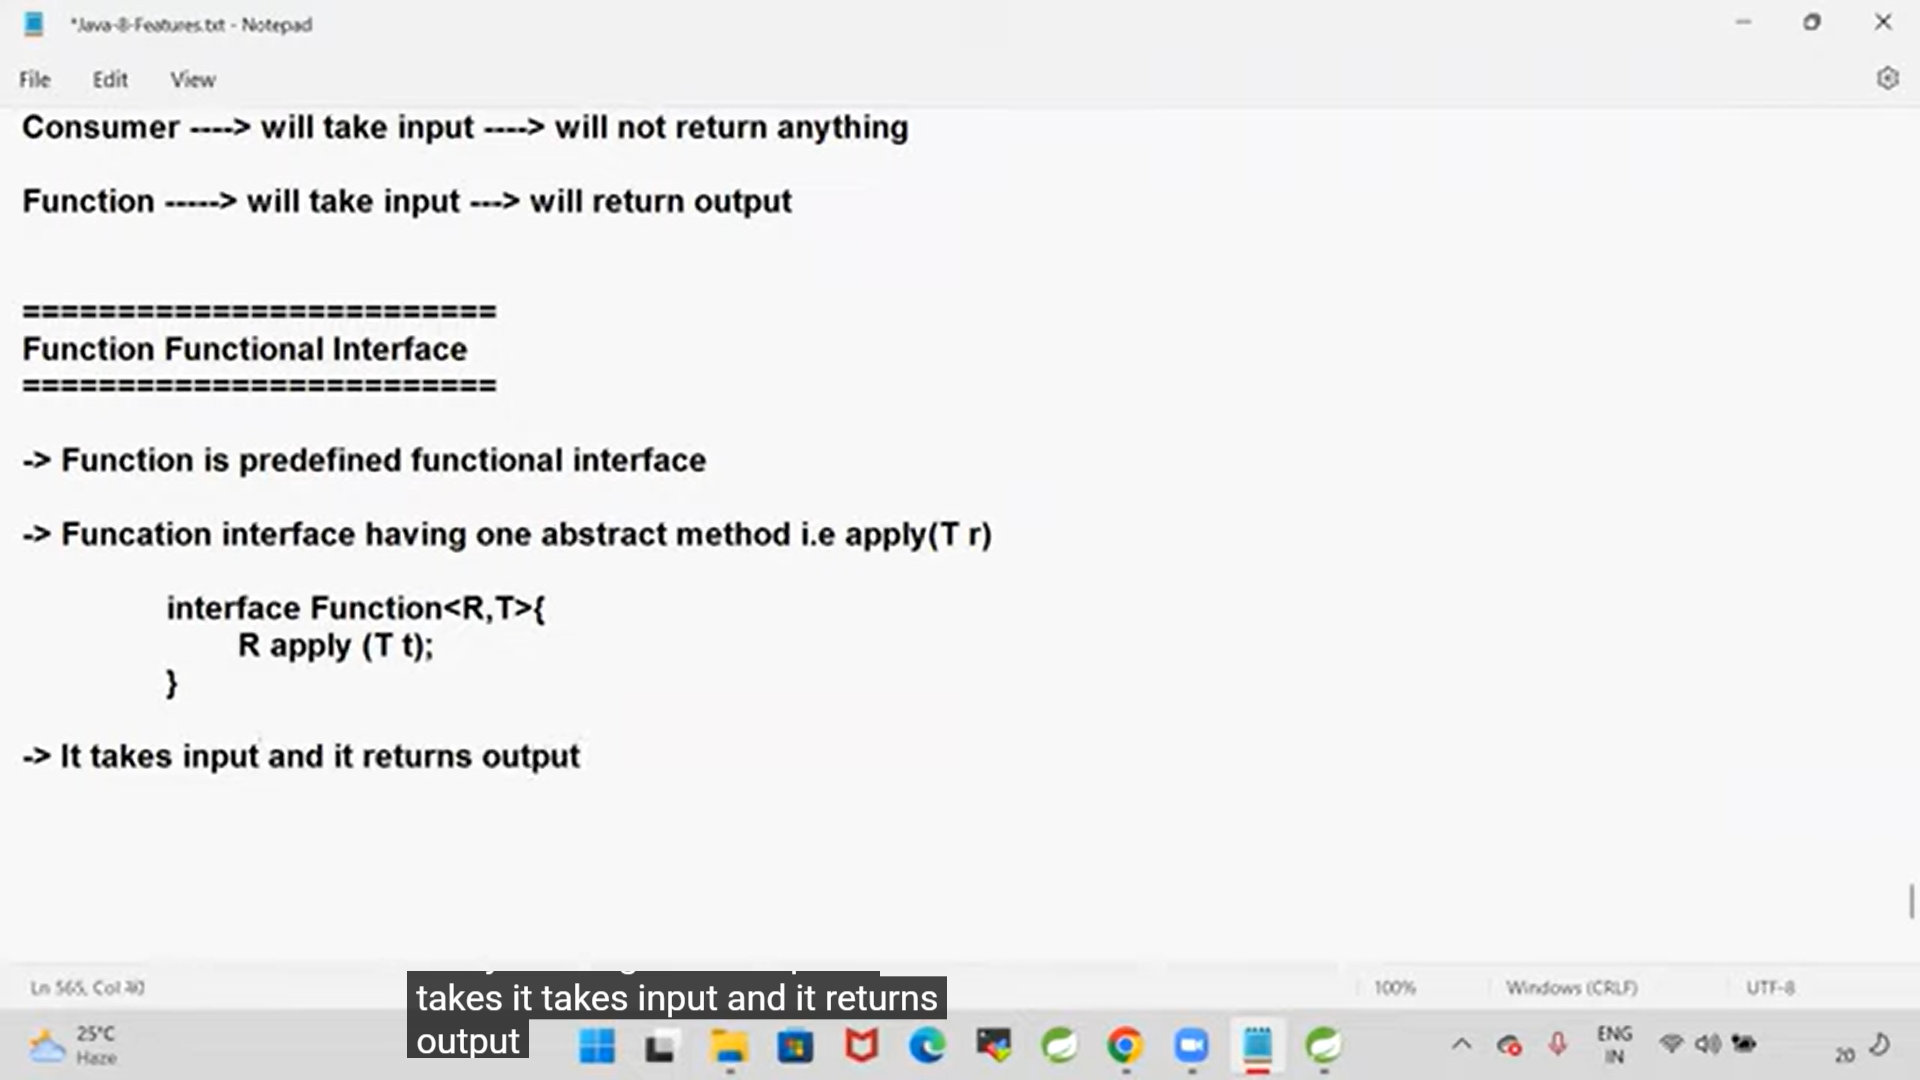 *Java-8-Features.txt - Notepad
File Edit View
Consumer ----> will take input ----> will not return anything
Function -----> will take input ---> will return output
=========================
Function Functional Interface
=========================
-> Function is predefined functional interface
-> Funcation interface having one abstract method i.e apply(T r)
interface Function<R,T>{
R apply (T t);
}
-> It takes input and it returns output
Ln 565, Col 40 100% Windows (CRLF) UTF-8
takes it takes input and it returns
output
25°C
Haze
ENG
IN
20